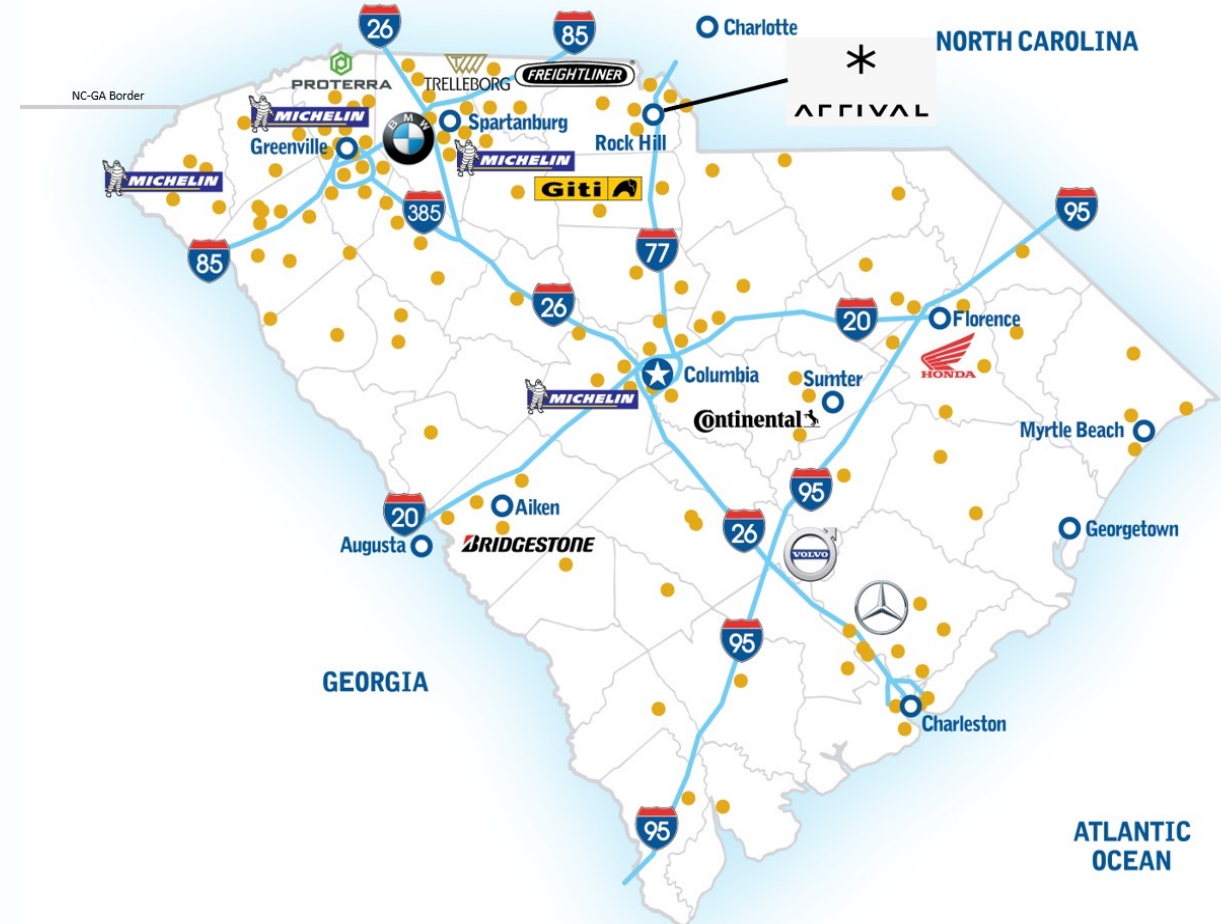 26
85
Charlotte
NORTH CAROLINA
PROTERRA
TRELLEBORG
FREIGHTLINER
ARRIVAL
NC-GA Border
MICHELIN
BMW
Spartanburg
Rock Hill
Greenville
MICHELIN
MICHELIN
Giti
385
95
85
77
26
20
Florence
HONDA
Columbia
Sumter
MICHELIN
Continental
Myrtle Beach
95
20
Aiken
26
Augusta
BRIDGESTONE
Georgetown
VOLVO
95
GEORGIA
Charleston
95
ATLANTIC
OCEAN